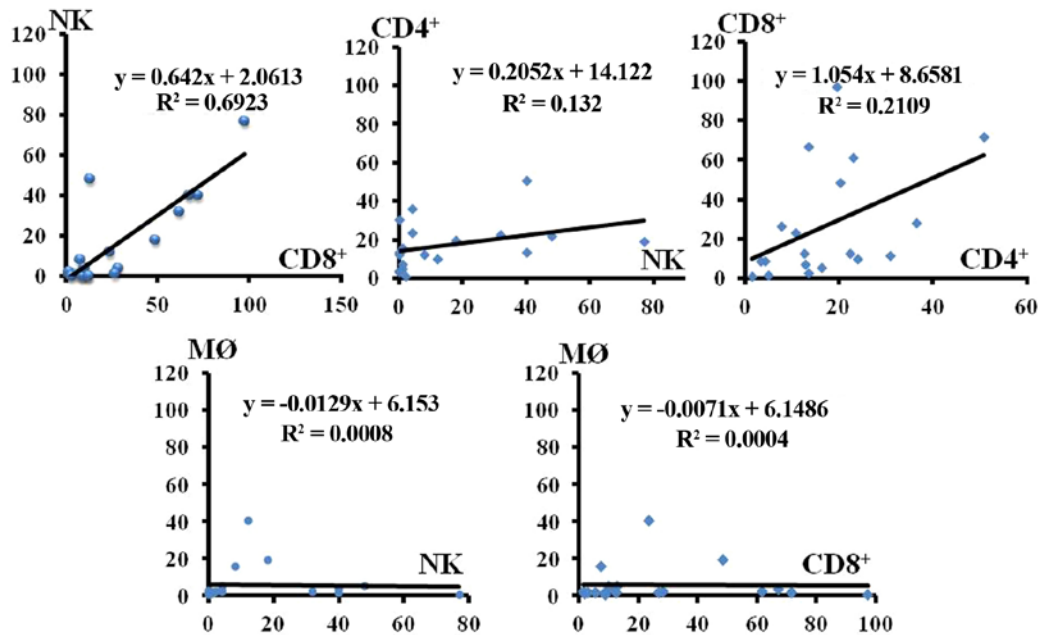 NK
120
100
80
60
40
20
0
y = 0.642x + 2.0613
R² = 0.6923
CD8⁺
0 50 100 150
CD4⁺
120
100
80
60
40
20
0
y = 0.2052x + 14.122
R² = 0.132
NK
0 20 40 60 80
CD8⁺
120
100
80
60
40
20
0
y = 1.054x + 8.6581
R² = 0.2109
CD4⁺
0 20 40 60
MØ
120
100
80
60
40
20
0
y = -0.0129x + 6.153
R² = 0.0008
NK
0 20 40 60 80
MØ
120
100
80
60
40
20
0
y = -0.0071x + 6.1486
R² = 0.0004
CD8⁺
0 20 40 60 80 100